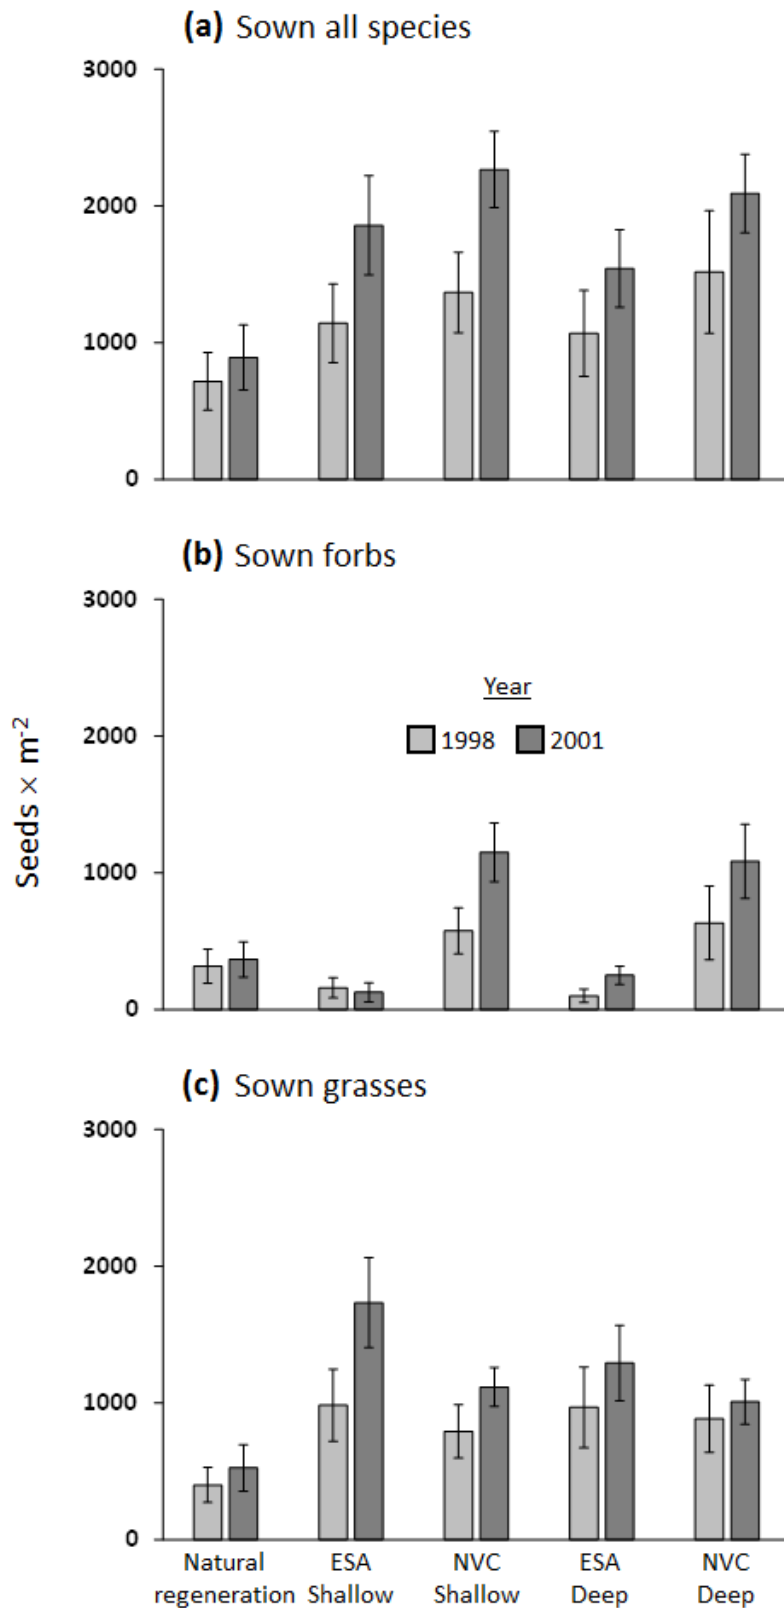 (a) Sown all species
3000
2000
1000
0
(b) Sown forbs
3000
Year
2000
1998 2001
1000
0
Seeds × m-2
(c) Sown grasses
3000
2000
1000
0
Natural regeneration
ESA Shallow
NVC Shallow
ESA Deep
NVC Deep